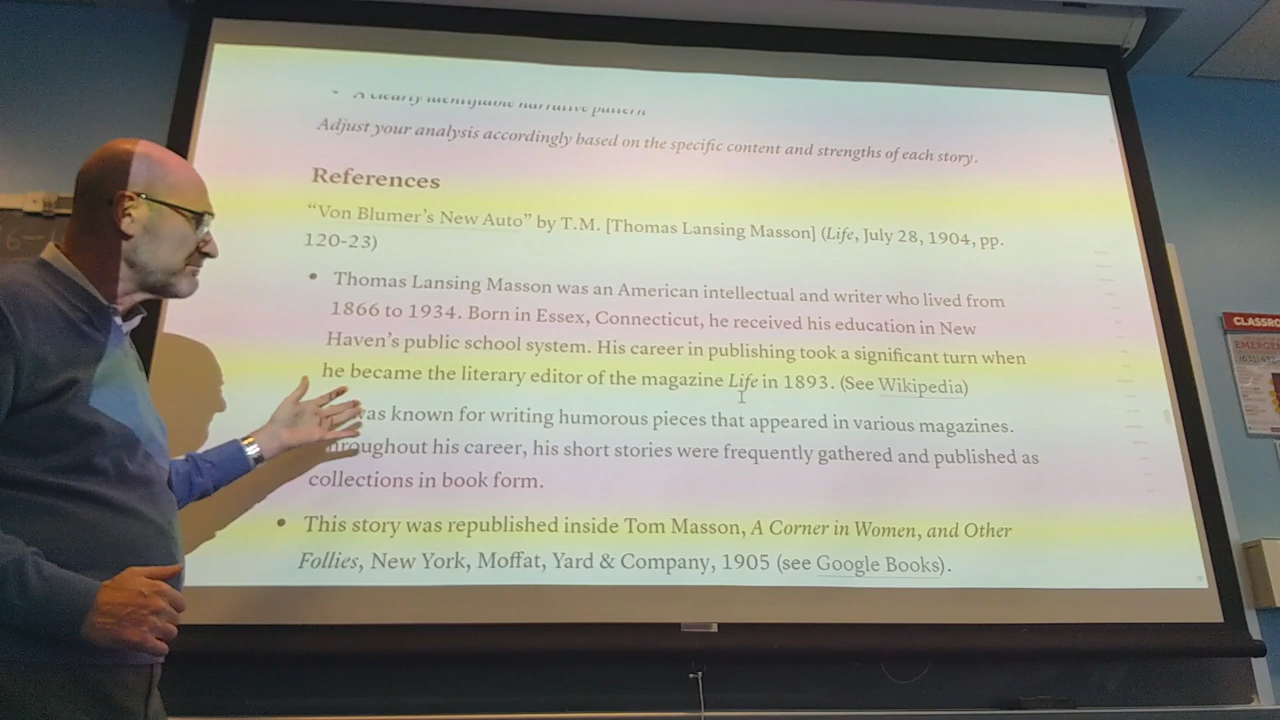 A clearly identifiable narrative pattern
Adjust your analysis accordingly based on the specific content and strengths of each story.
References
“Von Blumer’s New Auto” by T.M. [Thomas Lansing Masson] (Life, July 28, 1904, pp.
120-23)
• Thomas Lansing Masson was an American intellectual and writer who lived from
1866 to 1934. Born in Essex, Connecticut, he received his education in New
Haven’s public school system. His career in publishing took a significant turn when
he became the literary editor of the magazine Life in 1893. (See Wikipedia)
was known for writing humorous pieces that appeared in various magazines.
hroughout his career, his short stories were frequently gathered and published as
collections in book form.
• This story was republished inside Tom Masson, A Corner in Women, and Other
Follies, New York, Moffat, Yard & Company, 1905 (see Google Books).
CLASSRO
EMERGEN